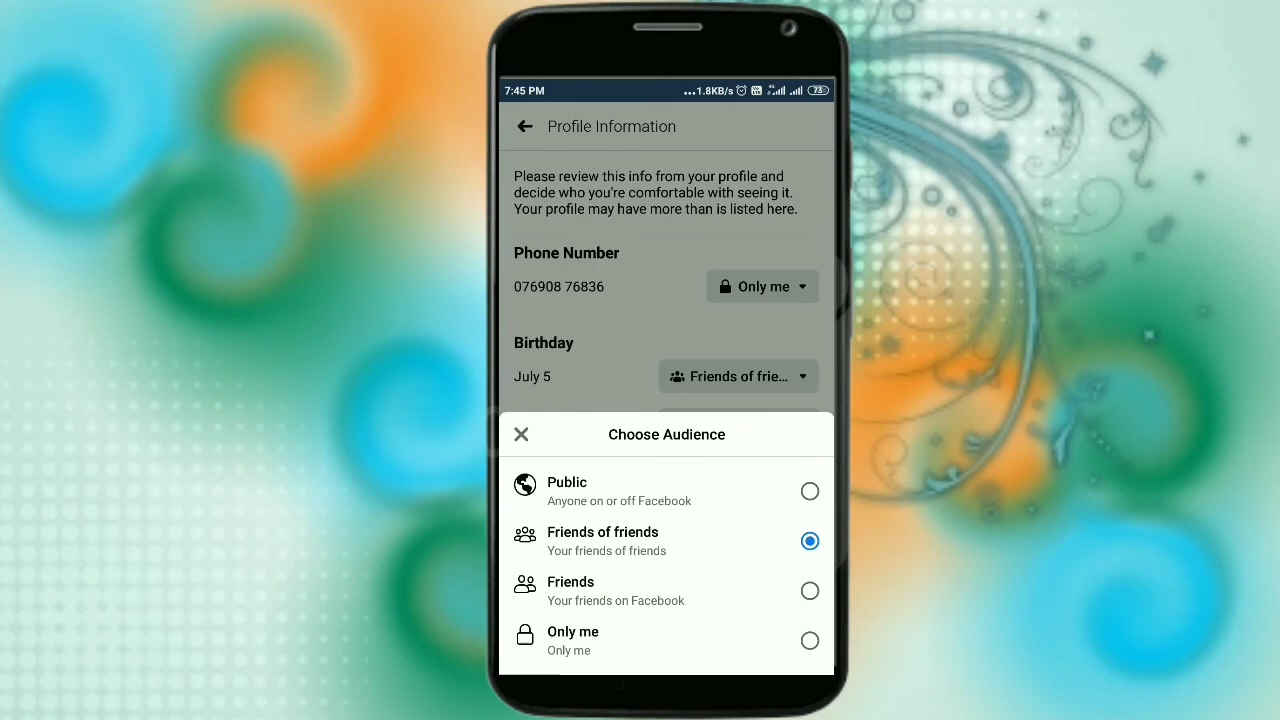 7:45 PM
...1.8KB/s
4G
73
Profile Information
Please review this info from your profile and
decide who you're comfortable with seeing it.
Your profile may have more than is listed here.
Phone Number
076908 76836
Only me
Birthday
July 5
Friends of frie...
Choose Audience
Public
Anyone on or off Facebook
Friends of friends
Your friends of friends
Friends
Your friends on Facebook
Only me
Only me